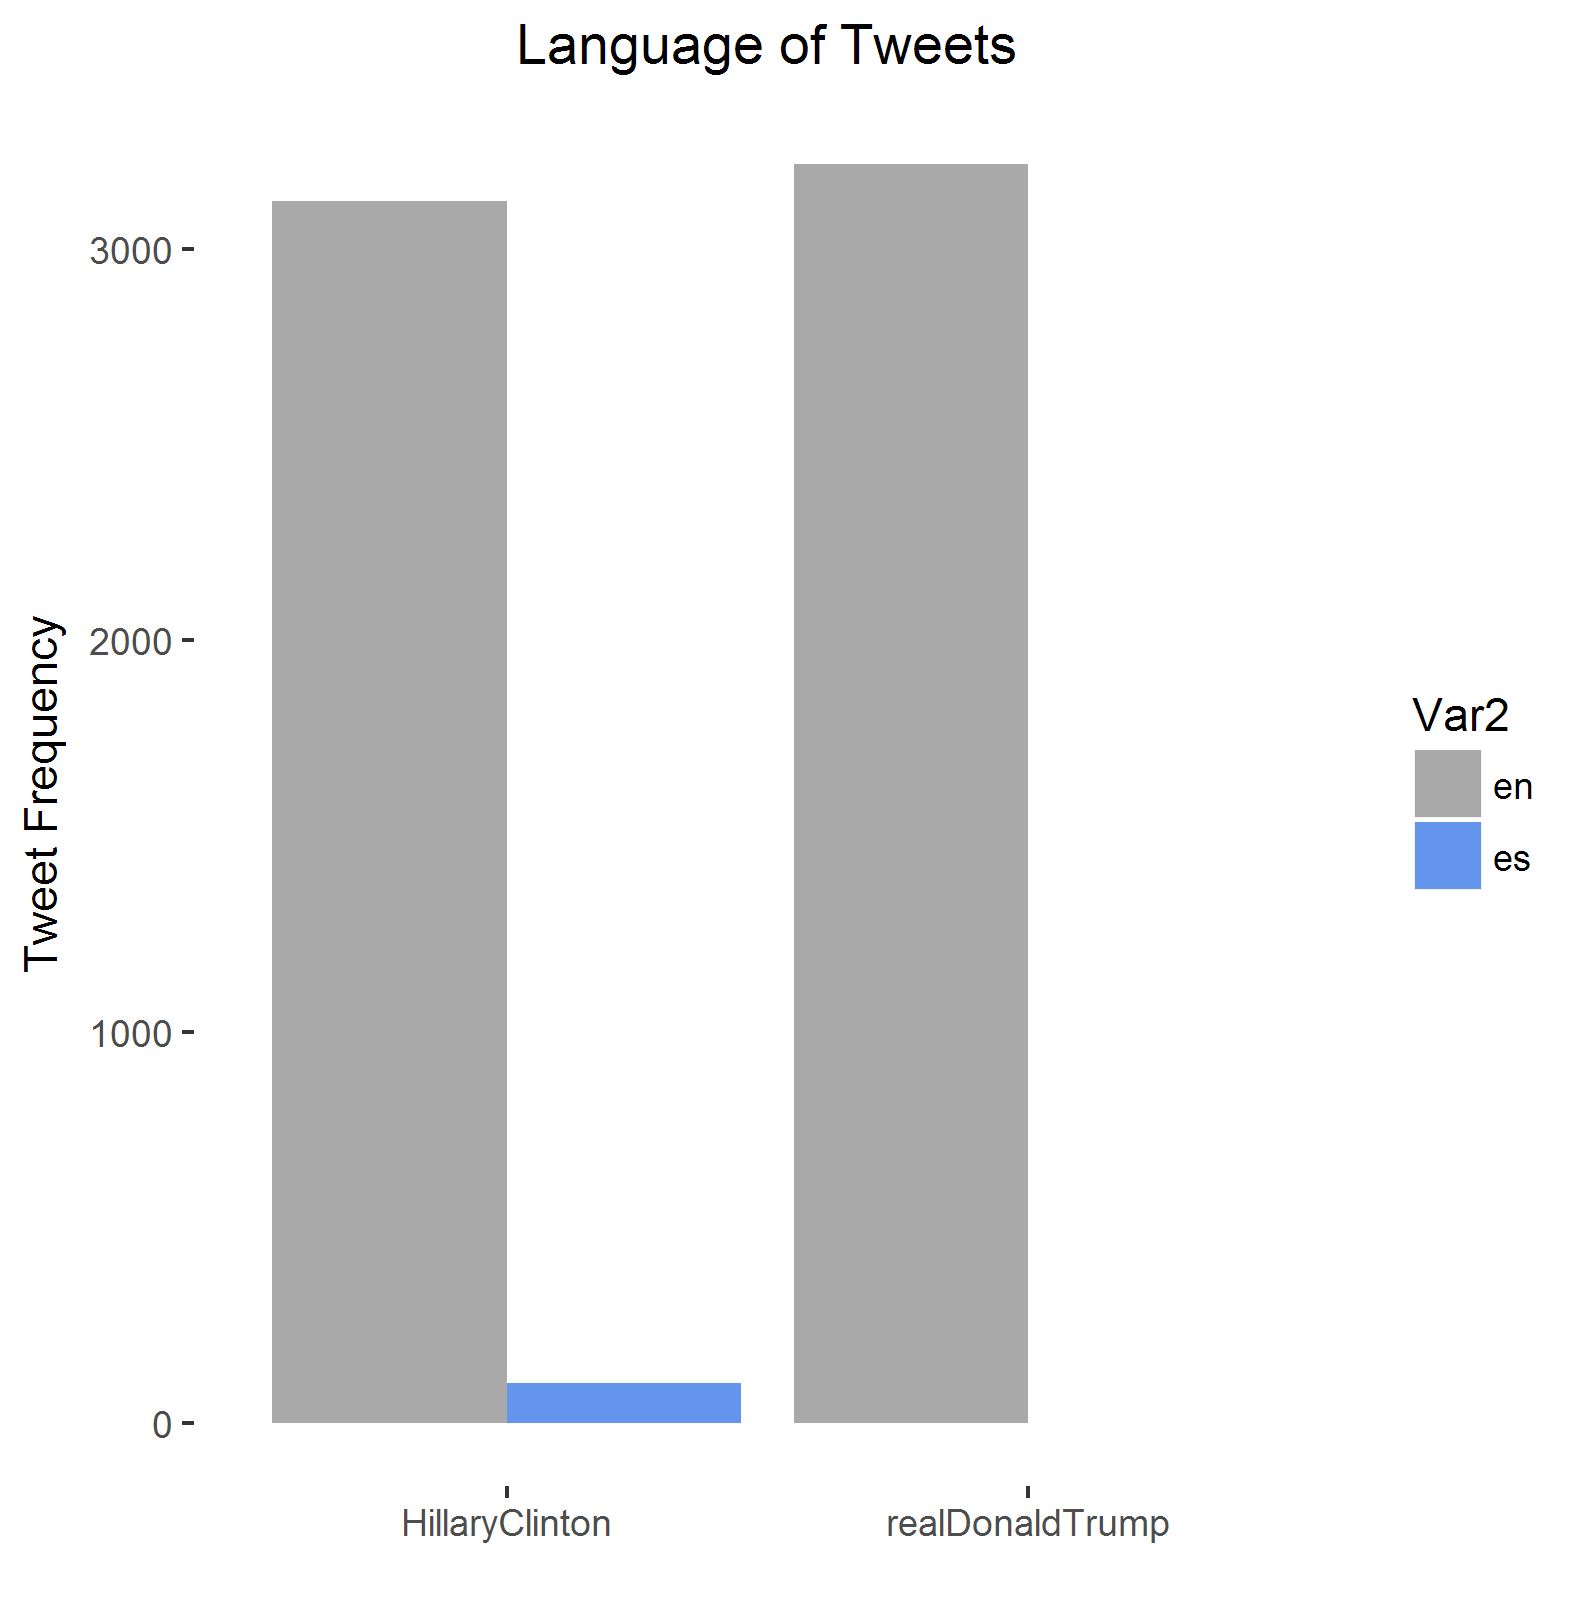 Language of Tweets
Tweet Frequency
3000
2000
1000
0
HillaryClinton
realDonaldTrump
Var2
en
es